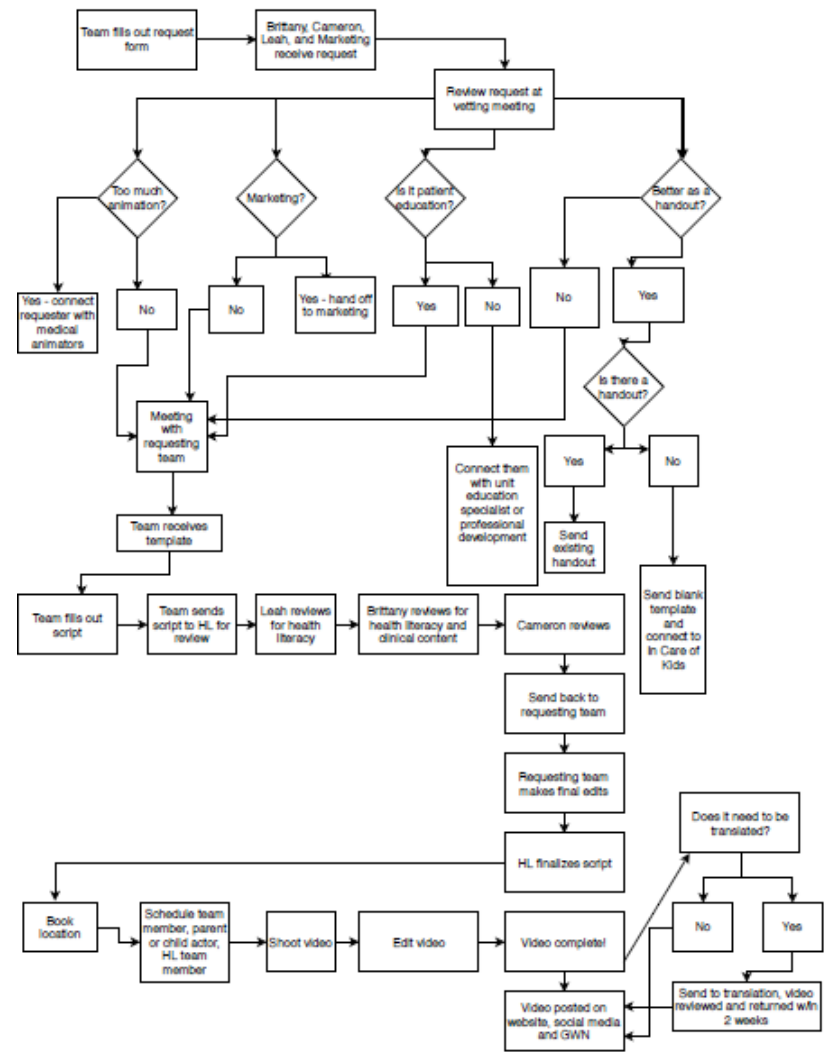 Team fills out request
form
Brittany, Cameron,
Leah, and Marketing
receive request
Review request at
vetting meeting
Too much
animation?
Marketing?
Is it patient
education?
Better as a
handout?
Yes - connect
requester with
medical
animators
No
No
Yes - hand off
to marketing
Yes
No
No
Yes
Is there a
handout?
Meeting
with
requesting
team
Connect them
with unit
education
specialist or
professional
development
Yes
No
Send
existing
handout
Team receives
template
Send blank
template
and
connect to
In Care of
Kids
Team fills out
script
Team sends
script to HL for
review
Leah reviews
for health
literacy
Brittany reviews for
health literacy and
clinical content
Cameron reviews
Send back to
requesting team
Requesting team
makes final edits
HL finalizes script
Does it need to be
translated?
No
Yes
Book
location
Schedule team
member, parent
or child actor,
HL team
member
Shoot video
Edit video
Video complete!
Send to translation, video
reviewed and returned w/in
2 weeks
Video posted on
website, social media
and GWN